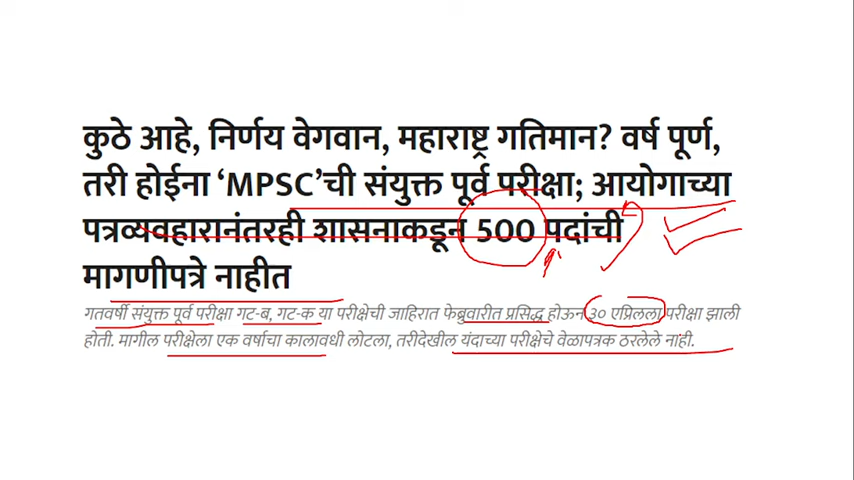 कुठे आहे, निर्णय वेगवान, महाराष्ट्र गतिमान? वर्ष पूर्ण,
तरी होईना ‘MPSC’ची संयुक्त पूर्व परीक्षा; आयोगाच्या
पत्रव्यवहारानंतरही शासनाकडून 500 पदांची
मागणीपत्रे नाहीत
गतवर्षी संयुक्त पूर्व परीक्षा गट-ब, गट-क या परीक्षेची जाहिरात फेब्रुवारीत प्रसिद्ध होऊन ३० एप्रिलला परीक्षा झाली
होती. मागील परीक्षेला एक वर्षाचा कालावधी लोटला, तरीदेखील यंदाच्या परीक्षेचे वेळापत्रक ठरलेले नाही.